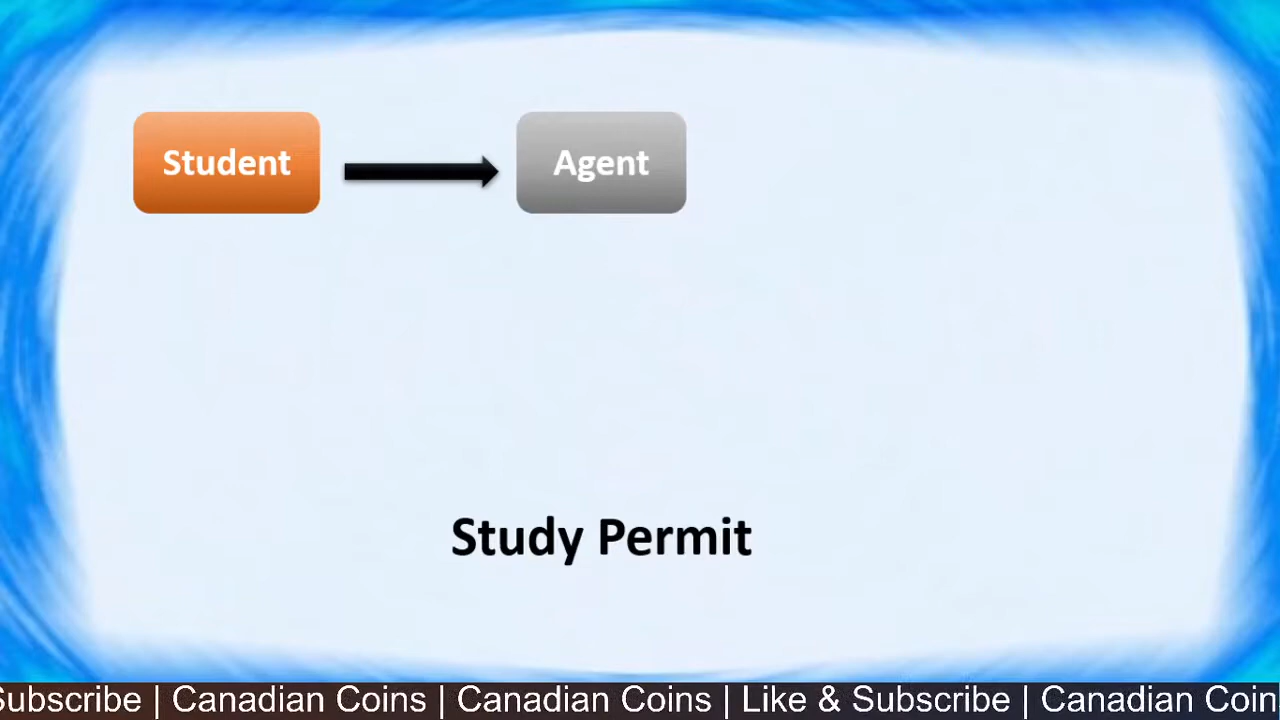 Student
Agent
Study Permit
Subscribe | Canadian Coins | Canadian Coins | Like & Subscribe | Canadian Coin